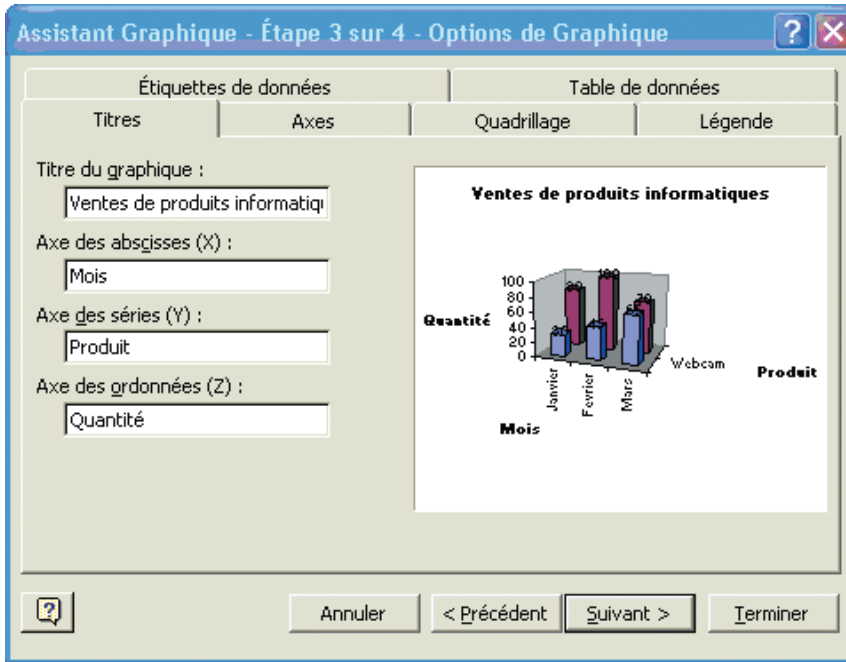 Assistant Graphique - Étape 3 sur 4 - Options de Graphique
Étiquettes de données
Table de données
Titres
Axes
Quadrillage
Légende
Titre du graphique :
Ventes de produits informatiqu
Axe des abscisses (X) :
Mois
Axe des séries (Y) :
Produit
Axe des ordonnées (Z) :
Quantité
Ventes de produits informatiques
Quantité
100
80
60
40
20
0
Janvier
Fevrier
Mars
Webcam
Produit
Mois
Annuler
< Précédent
Suivant >
Terminer